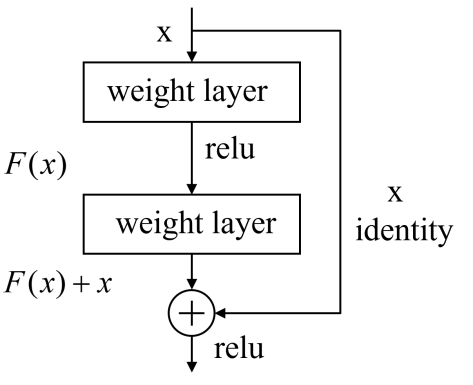 x
weight layer
relu
F(x)
x
identity
weight layer
F(x) + x
+
relu